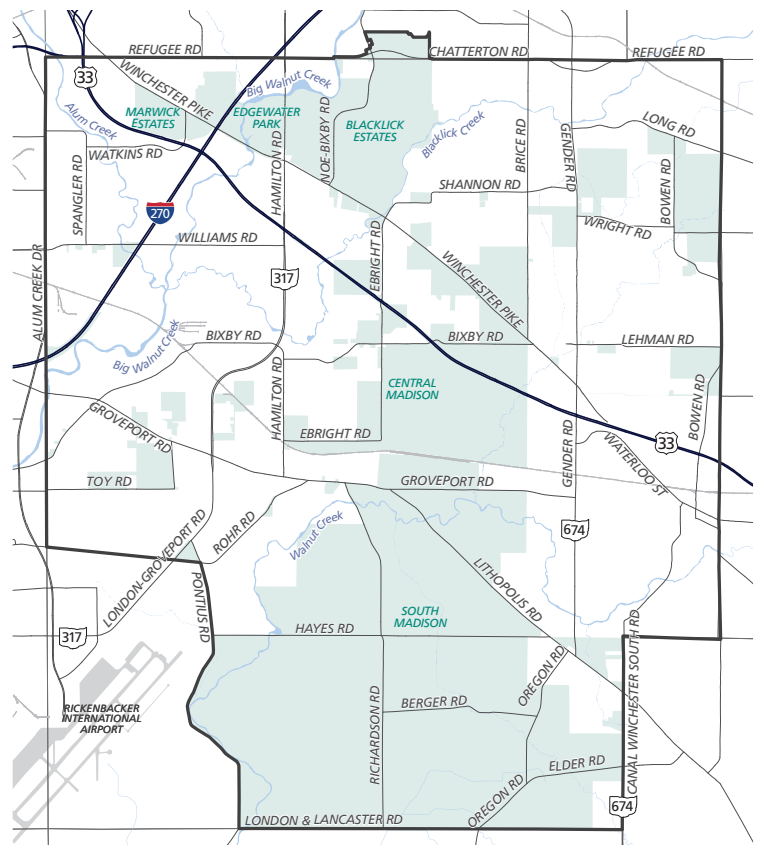 REFUGEE RD
CHATTERTON RD
REFUGEE RD
33
WINCHESTER PIKE
Big Walnut Creek
Alum Creek
MARWICK
ESTATES
EDGEWATER
PARK
NOE-BIXBY RD
BLACKLICK
ESTATES
Blacklick Creek
BRICE RD
GENDER RD
LONG RD
WATKINS RD
SPANGLER RD
HAMILTON RD
SHANNON RD
BOWEN RD
270
WRIGHT RD
WILLIAMS RD
EBRIGHT RD
317
WINCHESTER PIKE
ALUM CREEK DR
Big Walnut Creek
BIXBY RD
BIXBY RD
LEHMAN RD
HAMILTON RD
CENTRAL
MADISON
BOWEN RD
GROVEPORT RD
EBRIGHT RD
GENDER RD
33
WATERLOO ST
TOY RD
GROVEPORT RD
LONDON-GROVEPORT RD
ROHR RD
Walnut Creek
674
LITHOPOLIS RD
PONTIUS RD
317
HAYES RD
SOUTH
MADISON
CANAL WINCHESTER SOUTH RD
OREGON RD
RICKENBACKER
INTERNATIONAL
AIRPORT
RICHARDSON RD
BERGER RD
ELDER RD
OREGON RD
674
LONDON & LANCASTER RD